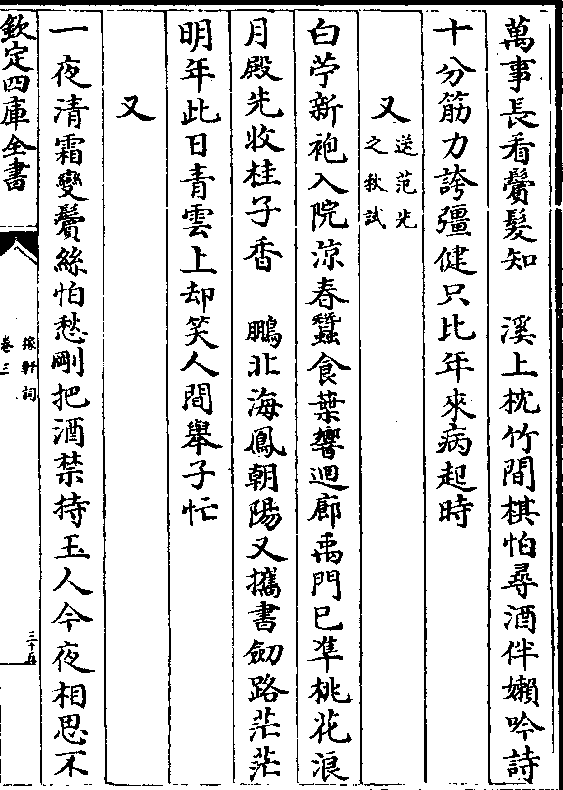 萬事長看鬢髮知　溪上枕竹間棋怕尋酒伴嬾吟詩
十分筋力誇彊健只比年來病起時
又送范先之秋試
白苧新袍入院涼春蠶食葉響迴廊禹門已準桃花浪
月殿先收桂子香　鵬北海鳳朝陽又攜書劒路茫茫
明年此日青雲上却笑人間舉子忙
又
一夜清霜變鬢絲怕愁剛把酒禁持玉人今夜相思不
欽定四庫全書
稼軒詞
卷三
三十五